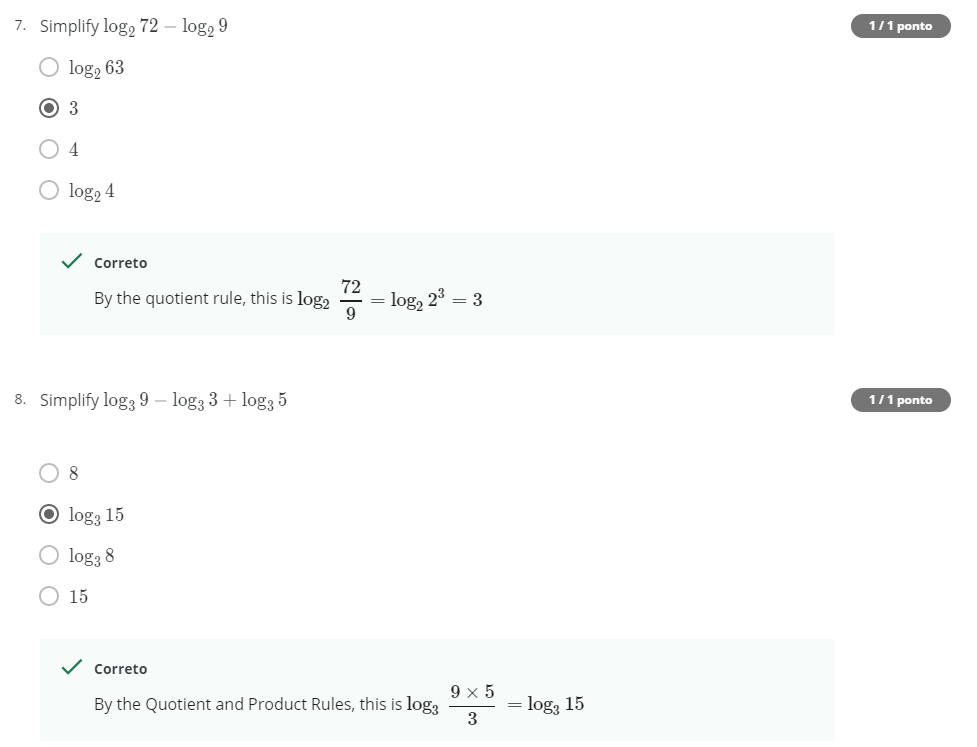 7. Simplify log₂ 72 − log₂ 9
1 / 1 ponto
log₂ 63
3
4
log₂ 4
Correto
By the quotient rule, this is log₂ 72/9 = log₂ 2³ = 3
8. Simplify log₃ 9 − log₃ 3 + log₃ 5
1 / 1 ponto
8
log₃ 15
log₃ 8
15
Correto
By the Quotient and Product Rules, this is log₃ (9 × 5)/3 = log₃ 15